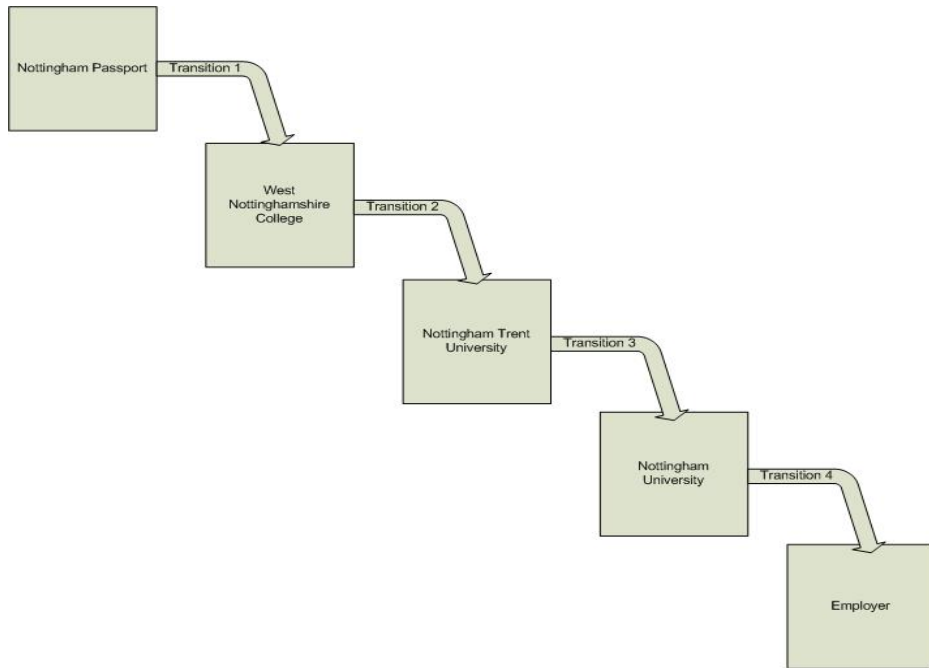 Nottingham Passport
Transition 1
West
Nottinghamshire
College
Transition 2
Nottingham Trent
University
Transition 3
Nottingham
University
Transition 4
Employer